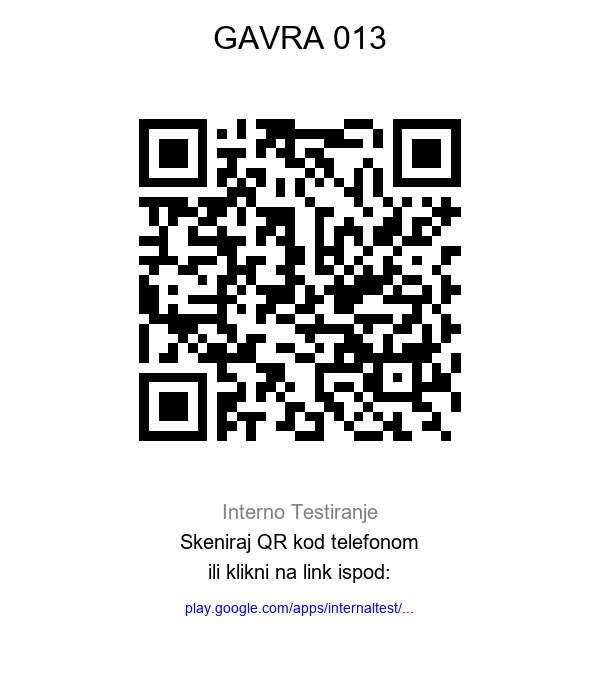 GAVRA 013
Interno Testiranje
Skeniraj QR kod telefonom
ili klikni na link ispod:
play.google.com/apps/internaltest/...